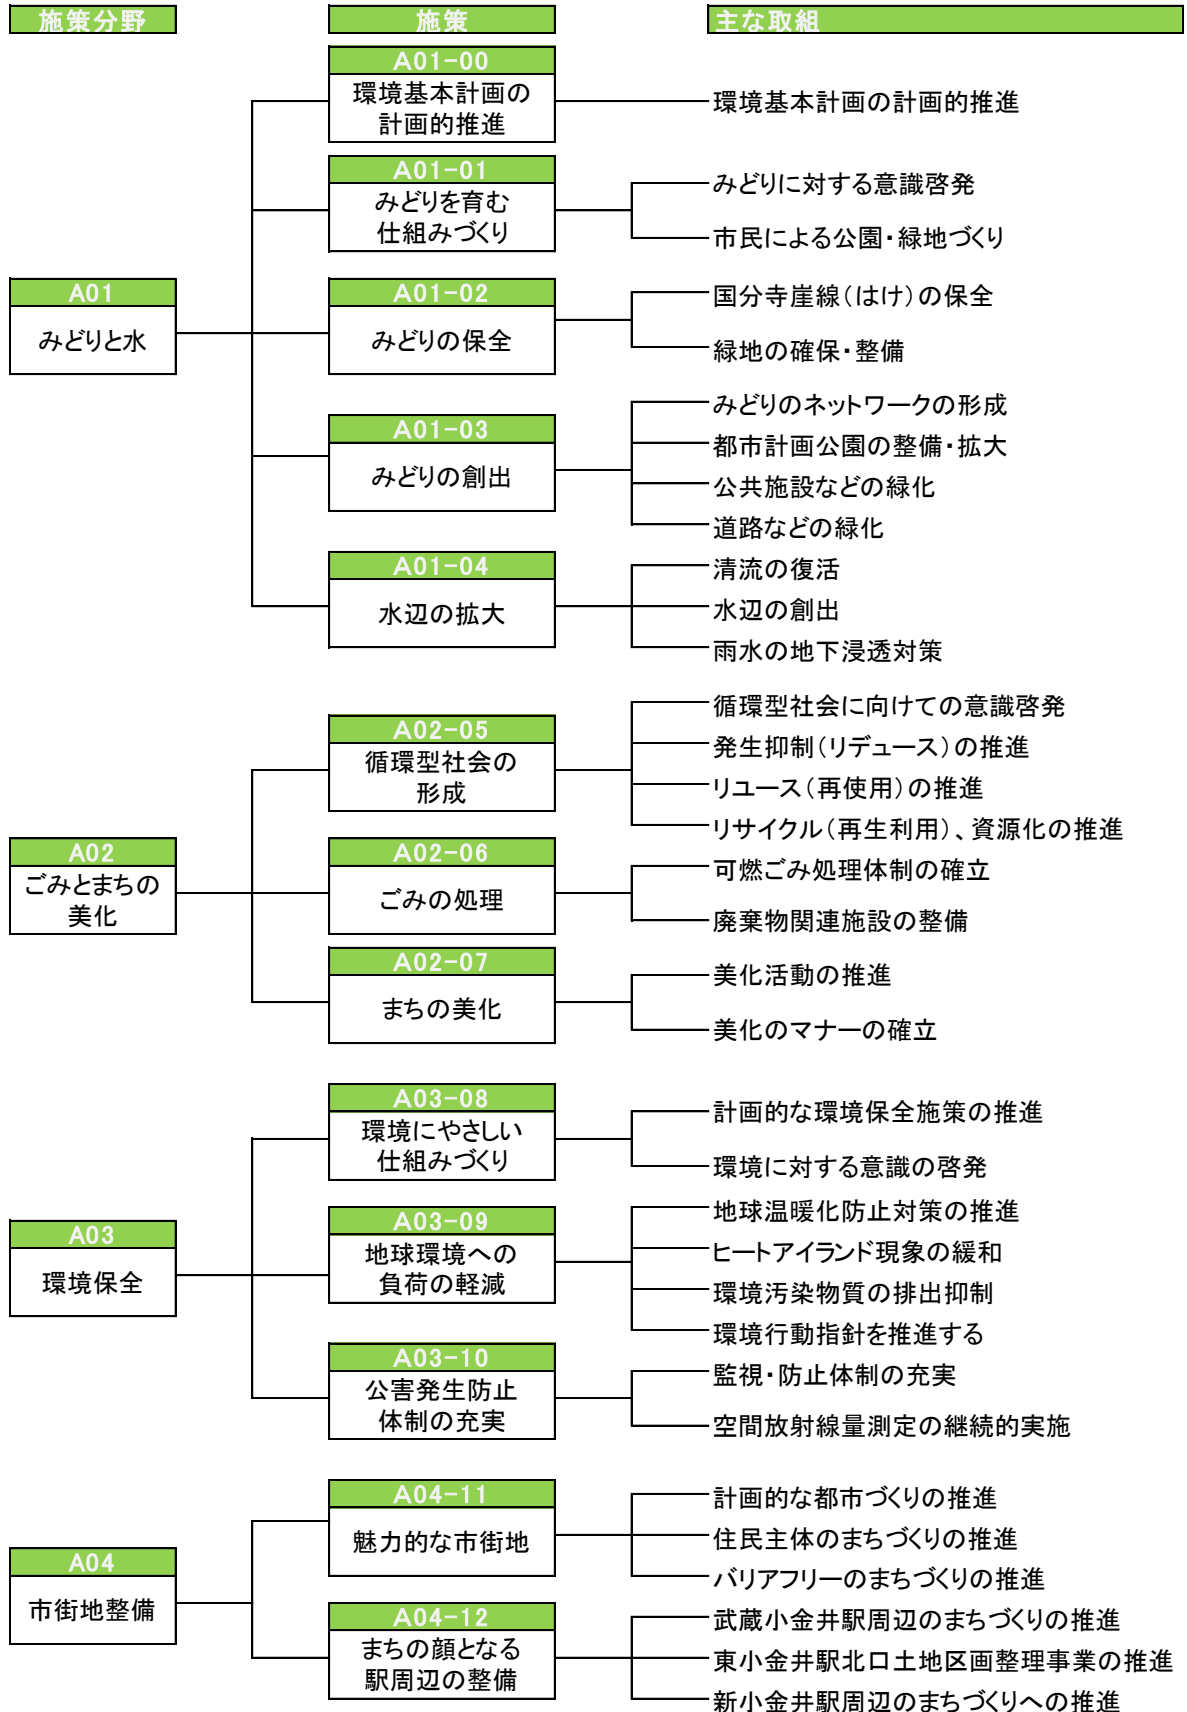 施策分野
施策
主な取組
A01
みどりと水
A01-00
環境基本計画の
計画的推進
環境基本計画の計画的推進
A01-01
みどりを育む
仕組みづくり
みどりに対する意識啓発
市民による公園・緑地づくり
A01-02
みどりの保全
国分寺崖線（はけ）の保全
緑地の確保・整備
A01-03
みどりの創出
みどりのネットワークの形成
都市計画公園の整備・拡大
公共施設などの緑化
道路などの緑化
A01-04
水辺の拡大
清流の復活
水辺の創出
雨水の地下浸透対策
A02
ごみとまちの
美化
A02-05
循環型社会の
形成
循環型社会に向けての意識啓発
発生抑制（リデュース）の推進
リユース（再使用）の推進
リサイクル（再生利用）、資源化の推進
A02-06
ごみの処理
可燃ごみ処理体制の確立
廃棄物関連施設の整備
A02-07
まちの美化
美化活動の推進
美化のマナーの確立
A03
環境保全
A03-08
環境にやさしい
仕組みづくり
計画的な環境保全施策の推進
環境に対する意識の啓発
A03-09
地球環境への
負荷の軽減
地球温暖化防止対策の推進
ヒートアイランド現象の緩和
環境汚染物質の排出抑制
環境行動指針を推進する
A03-10
公害発生防止
体制の充実
監視・防止体制の充実
空間放射線量測定の継続的実施
A04
市街地整備
A04-11
魅力的な市街地
計画的な都市づくりの推進
住民主体のまちづくりの推進
バリアフリーのまちづくりの推進
A04-12
まちの顔となる
駅周辺の整備
武蔵小金井駅周辺のまちづくりの推進
東小金井駅北口土地区画整理事業の推進
新小金井駅周辺のまちづくりへの推進